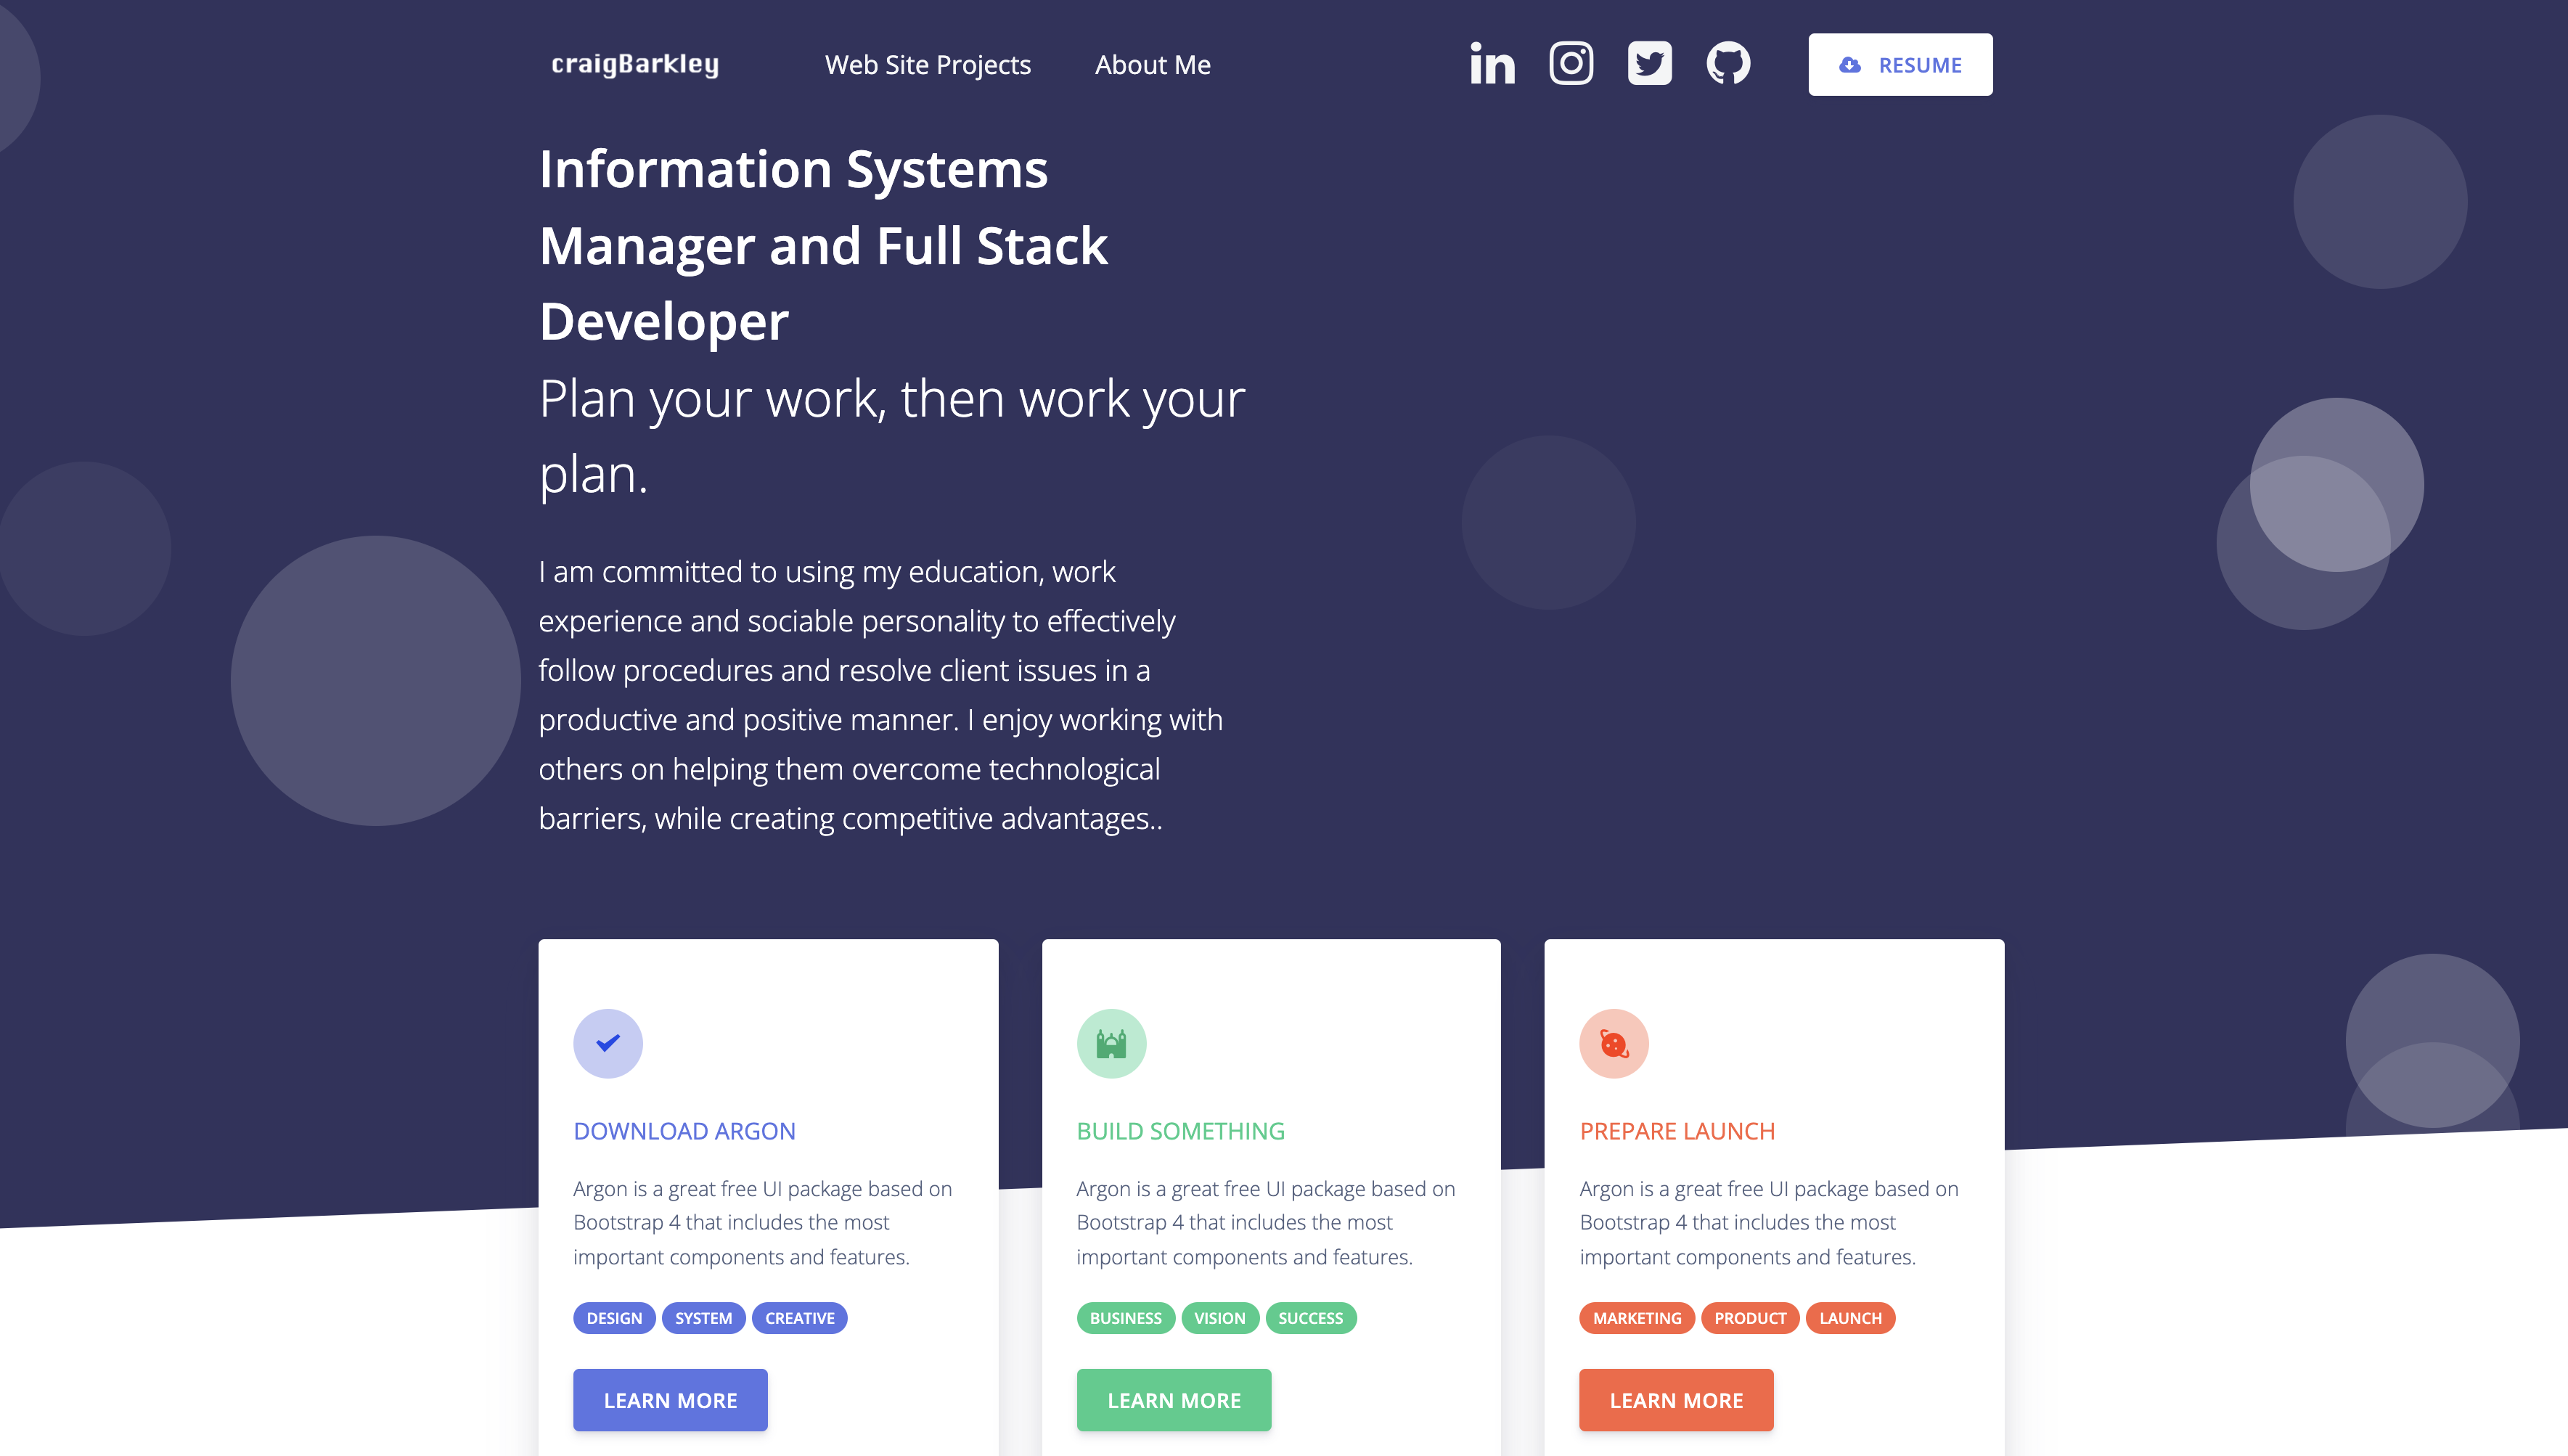 craigBarkley
Web Site Projects
About Me
RESUME
Information Systems
Manager and Full Stack
Developer
Plan your work, then work your
plan.
I am committed to using my education, work
experience and sociable personality to effectively
follow procedures and resolve client issues in a
productive and positive manner. I enjoy working with
others on helping them overcome technological
barriers, while creating competitive advantages..
DOWNLOAD ARGON
Argon is a great free UI package based on
Bootstrap 4 that includes the most
important components and features.
DESIGN SYSTEM CREATIVE
LEARN MORE
BUILD SOMETHING
Argon is a great free UI package based on
Bootstrap 4 that includes the most
important components and features.
BUSINESS VISION SUCCESS
LEARN MORE
PREPARE LAUNCH
Argon is a great free UI package based on
Bootstrap 4 that includes the most
important components and features.
MARKETING PRODUCT LAUNCH
LEARN MORE